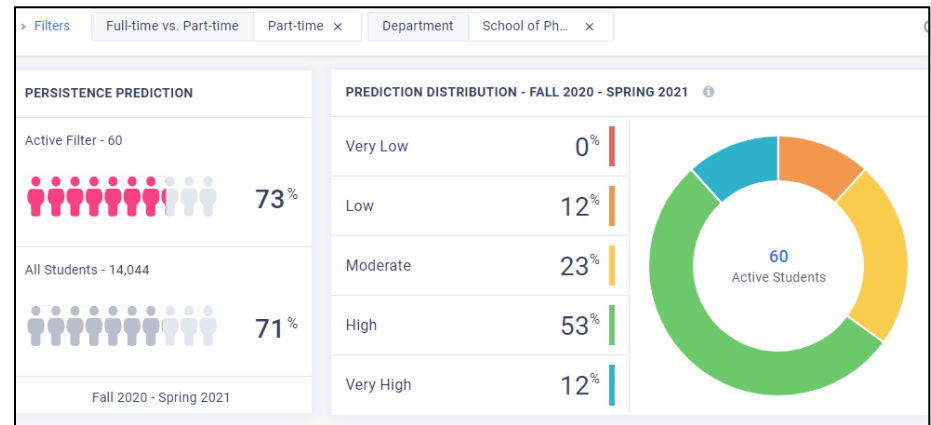 › Filters Full-time vs. Part-time Part-time × Department School of Ph... ×
PERSISTENCE PREDICTION
Active Filter - 60
73%
All Students - 14,044
71%
Fall 2020 - Spring 2021
PREDICTION DISTRIBUTION - FALL 2020 - SPRING 2021
Very Low 0%
Low 12%
Moderate 23%
High 53%
Very High 12%
60
Active Students